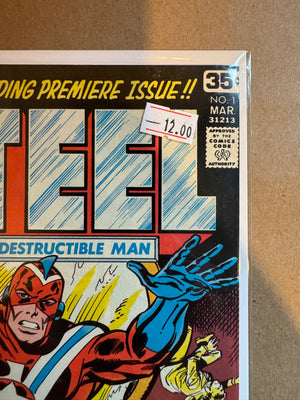 DING PREMIERE ISSUE!!
35¢
NO. 1
MAR.
31213
APPROVED
BY THE
COMICS
CODE
AUTHORITY
— 12.00
TEEL
DESTRUCTIBLE MAN